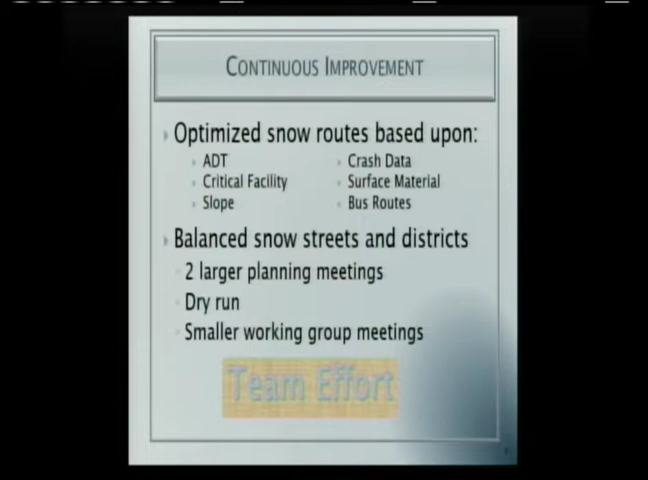 CONTINUOUS IMPROVEMENT
Optimized snow routes based upon:
ADT
Crash Data
Critical Facility
Surface Material
Slope
Bus Routes
Balanced snow streets and districts
2 larger planning meetings
Dry run
Smaller working group meetings
Team Effort